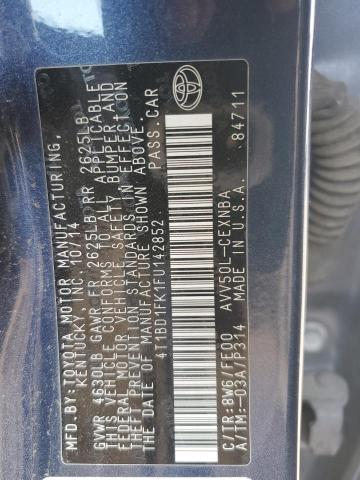 MFD. BY: TOYOTA MOTOR MANUFACTURING,
KENTUCKY, INC. 10/14
GVWR 4630LB GAWR FR 2625LB RR 2625LB
THIS VEHICLE CONFORMS TO ALL APPLICABLE
FEDERAL MOTOR VEHICLE SAFETY, BUMPER, AND
THEFT PREVENTION STANDARDS IN EFFECT ON
THE DATE OF MANUFACTURE SHOWN ABOVE.
4T1BD1FK1FU142852 PASS.CAR
C/TR:8W6/FE00 AVV50L-CEXNBA
A/TM:-03A/P314 MADE IN U.S.A. 84711